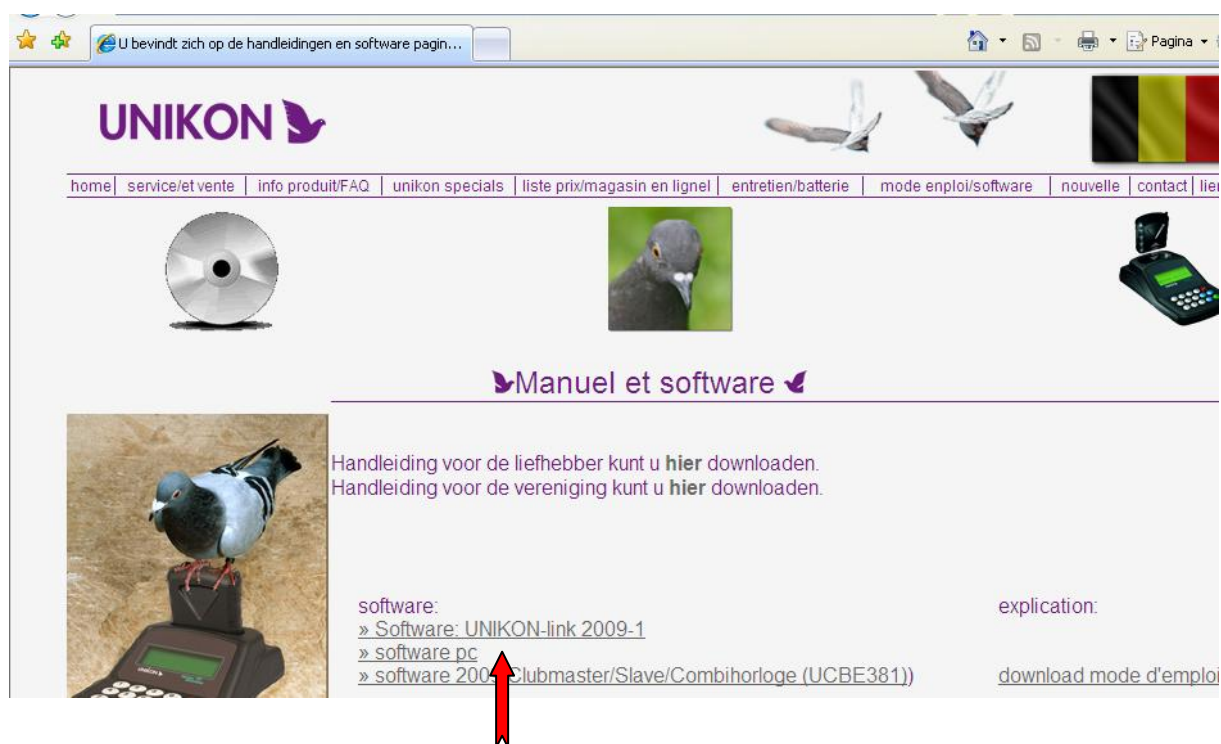 U bevindt zich op de handleidingen en software pagin...
Pagina
UNIKON
home| service/et vente | info produit/FAQ | unikon specials | liste prix/magasin en lignel | entretien/batterie | mode enploi/software | nouvelle | contact | lien
Manuel et software
Handleiding voor de liefhebber kunt u hier downloaden.
Handleiding voor de vereniging kunt u hier downloaden.
software: explication:
» Software: UNIKON-link 2009-1
» software pc
» software 2009 Clubmaster/Slave/Combihorloge (UCBE381)) download mode d'emploi